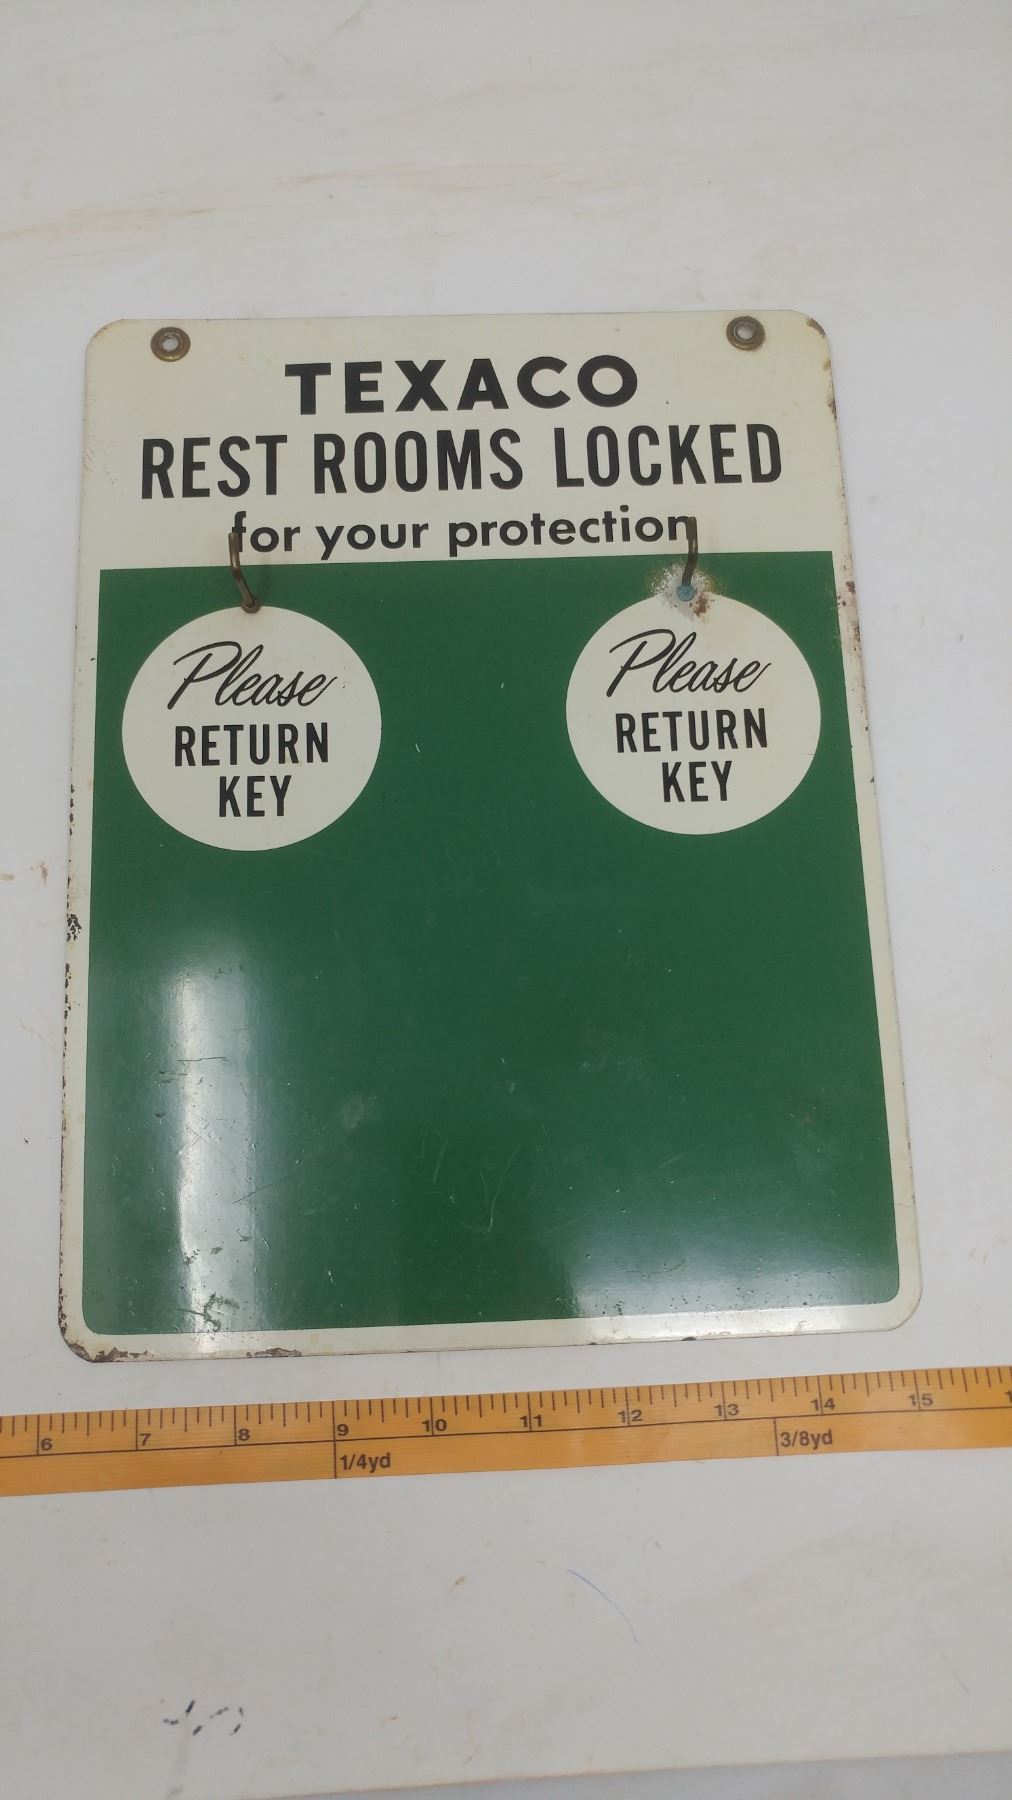 TEXACO
REST ROOMS LOCKED
for your protection
Please
RETURN
KEY
Please
RETURN
KEY
6 7 8 9 10 11 12 13 14 15
1/4yd 3/8yd